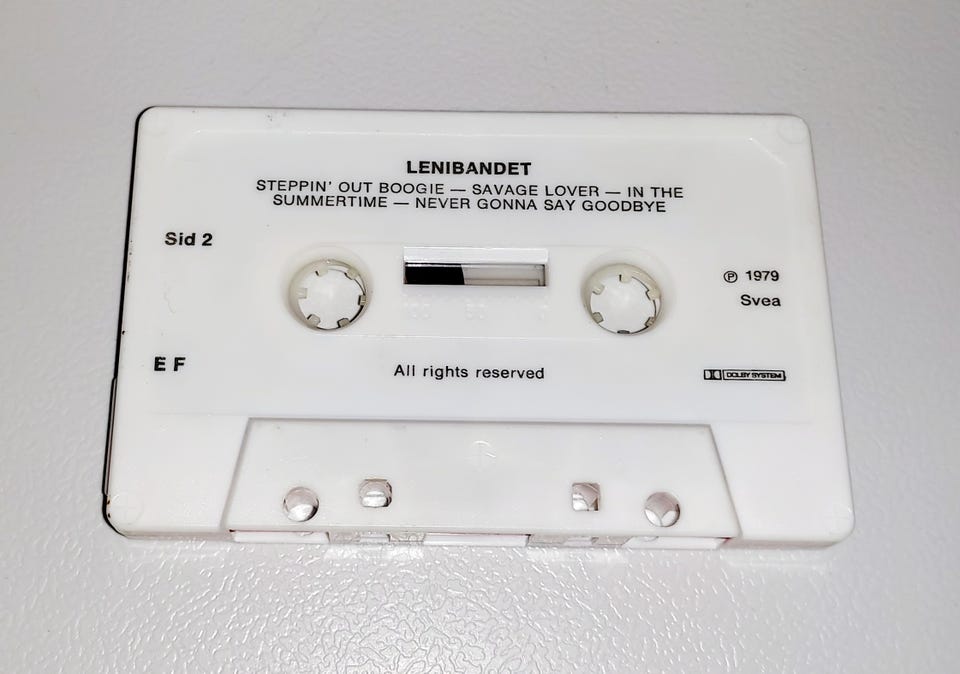 LENIBANDET
STEPPIN' OUT BOOGIE — SAVAGE LOVER — IN THE
SUMMERTIME — NEVER GONNA SAY GOODBYE
Sid 2
℗ 1979
Svea
E F
All rights reserved
DOLBY SYSTEM